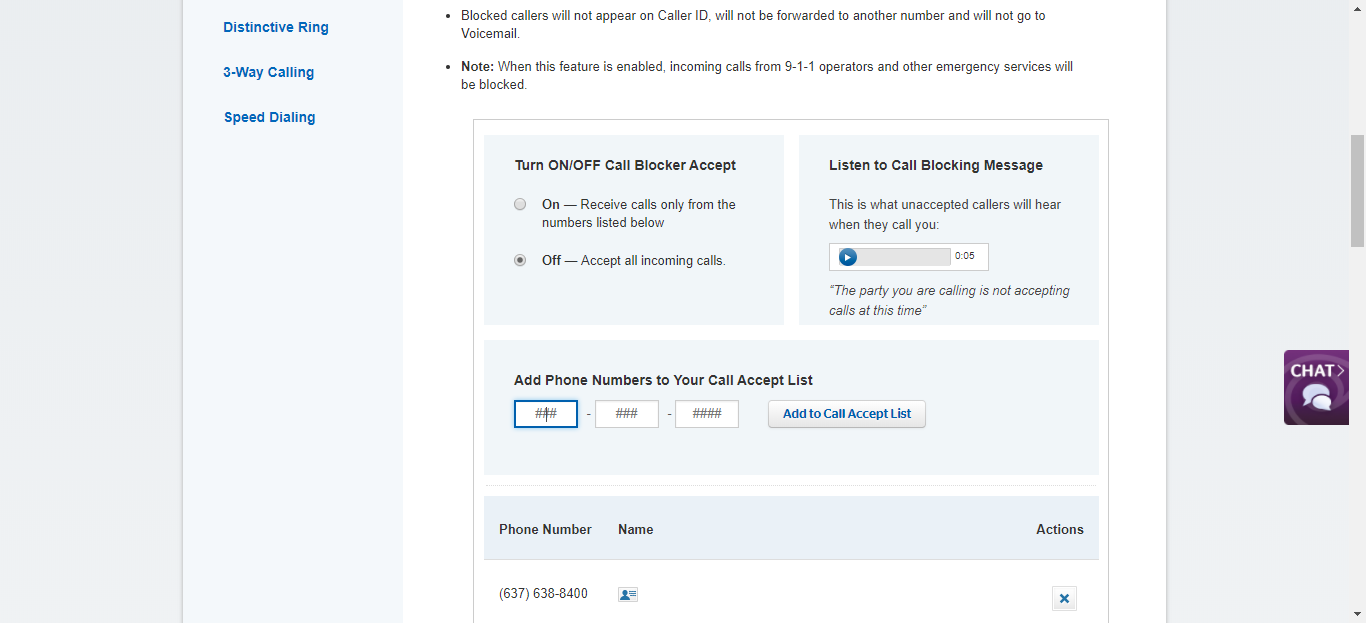 Distinctive Ring
3-Way Calling
Speed Dialing
• Blocked callers will not appear on Caller ID, will not be forwarded to another number and will not go to
Voicemail.
• Note: When this feature is enabled, incoming calls from 9-1-1 operators and other emergency services will
be blocked.
Turn ON/OFF Call Blocker Accept
On — Receive calls only from the
numbers listed below
Off — Accept all incoming calls.
Listen to Call Blocking Message
This is what unaccepted callers will hear
when they call you:
0:05
“The party you are calling is not accepting
calls at this time”
Add Phone Numbers to Your Call Accept List
### - ### - #### Add to Call Accept List
Phone Number Name Actions
(637) 638-8400
CHAT